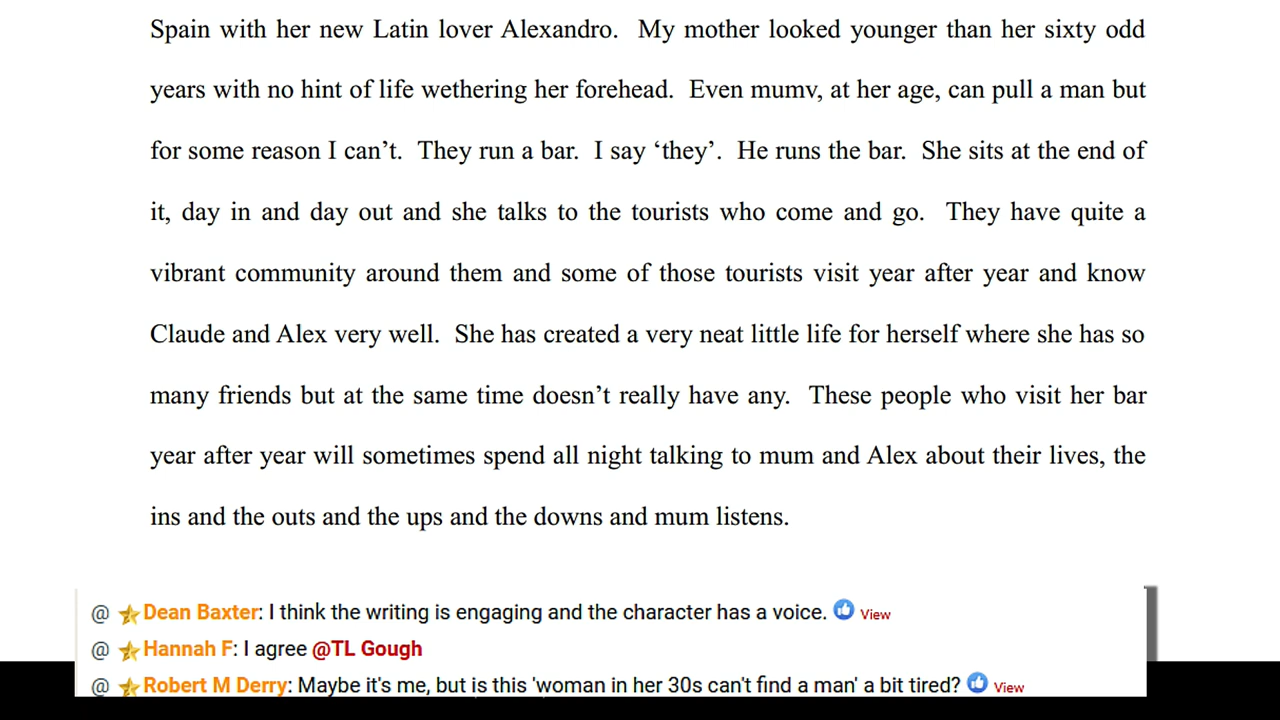 Spain with her new Latin lover Alexandro. My mother looked younger than her sixty odd
years with no hint of life wethering her forehead. Even mumv, at her age, can pull a man but
for some reason I can’t. They run a bar. I say ‘they’. He runs the bar. She sits at the end of
it, day in and day out and she talks to the tourists who come and go. They have quite a
vibrant community around them and some of those tourists visit year after year and know
Claude and Alex very well. She has created a very neat little life for herself where she has so
many friends but at the same time doesn’t really have any. These people who visit her bar
year after year will sometimes spend all night talking to mum and Alex about their lives, the
ins and the outs and the ups and the downs and mum listens.
@ Dean Baxter: I think the writing is engaging and the character has a voice. View
@ Hannah F: I agree @TL Gough
@ Robert M Derry: Maybe it's me, but is this 'woman in her 30s can't find a man' a bit tired? View